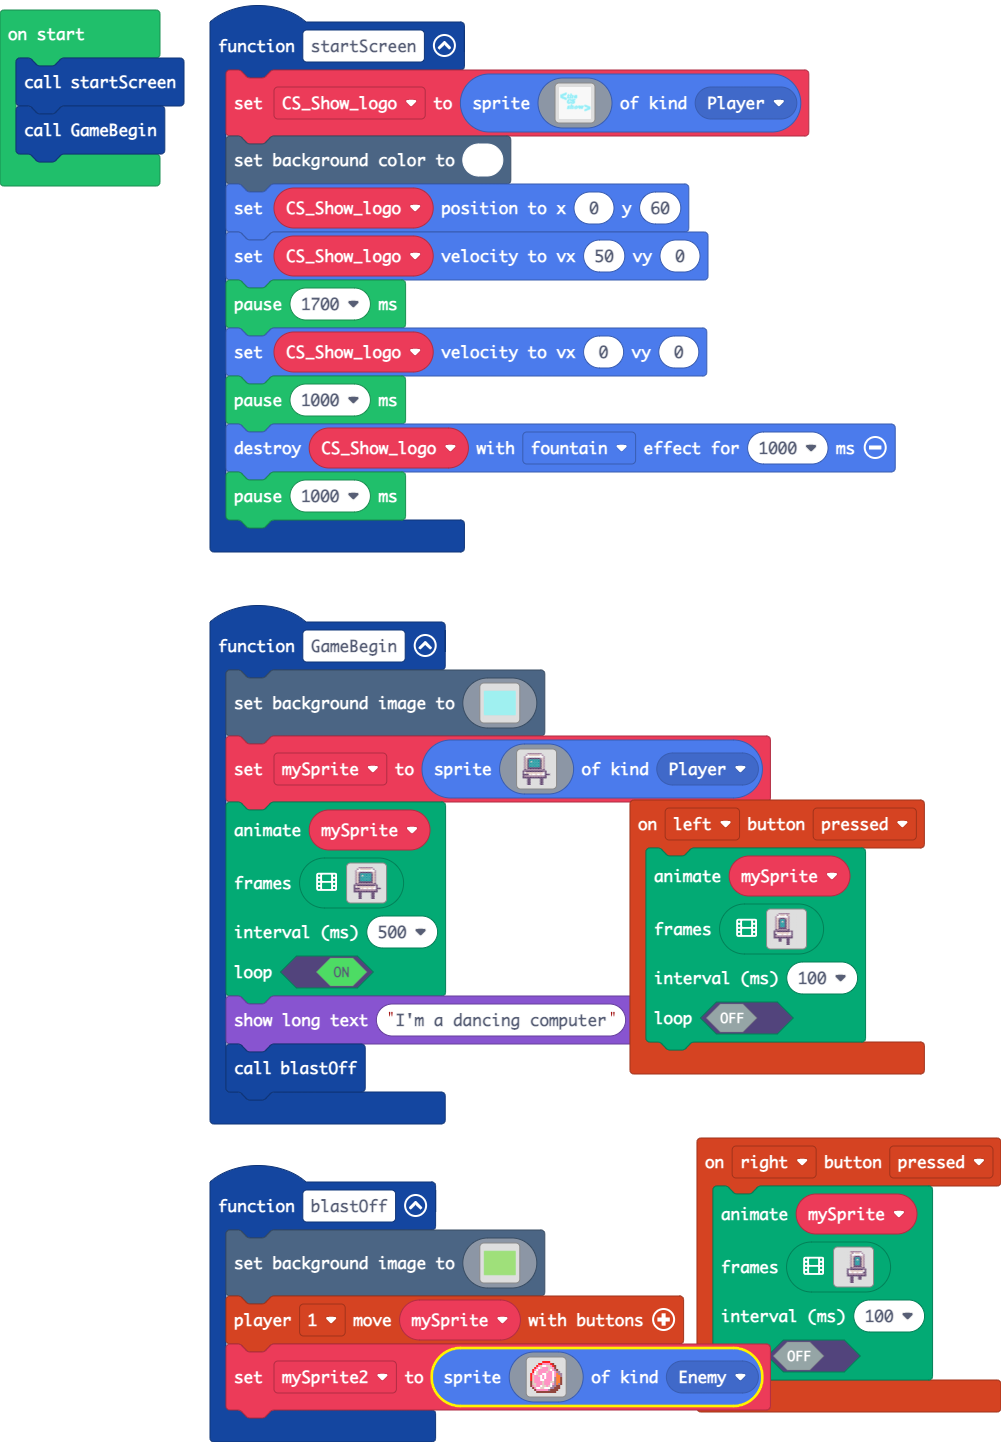 on start
call startScreen
call GameBegin
function startScreen
set CS_Show_logo to sprite of kind Player
set background color to
set CS_Show_logo position to x 0 y 60
set CS_Show_logo velocity to vx 50 vy 0
pause 1700 ms
set CS_Show_logo velocity to vx 0 vy 0
pause 1000 ms
destroy CS_Show_logo with fountain effect for 1000 ms
pause 1000 ms
function GameBegin
set background image to
set mySprite to sprite of kind Player
animate mySprite
frames
interval (ms) 500
loop ON
show long text "I'm a dancing computer"
call blastOff
on left button pressed
animate mySprite
frames
interval (ms) 100
loop OFF
function blastOff
set background image to
player 1 move mySprite with buttons
set mySprite2 to sprite of kind Enemy
on right button pressed
animate mySprite
frames
interval (ms) 100
OFF